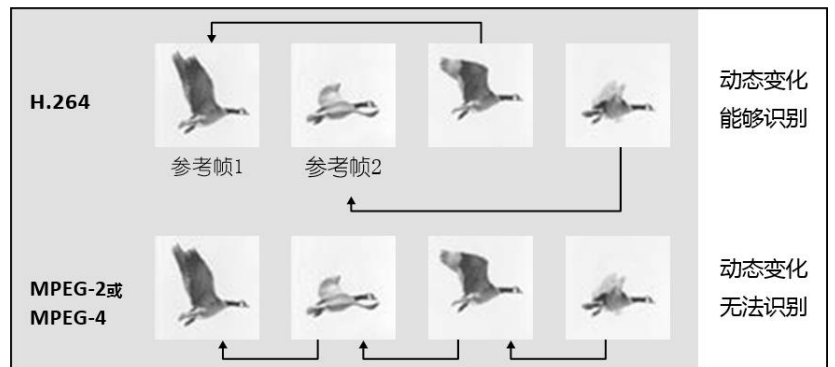 H.264
动态变化
能够识别
参考帧1
参考帧2
MPEG-2或
MPEG-4
动态变化
无法识别